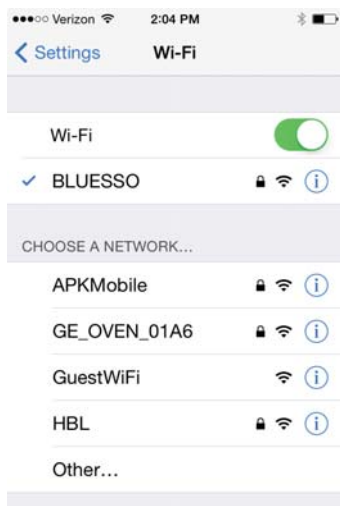 Verizon 2:04 PM
Settings Wi-Fi
Wi-Fi
BLUESSO
CHOOSE A NETWORK...
APKMobile
GE_OVEN_01A6
GuestWiFi
HBL
Other...